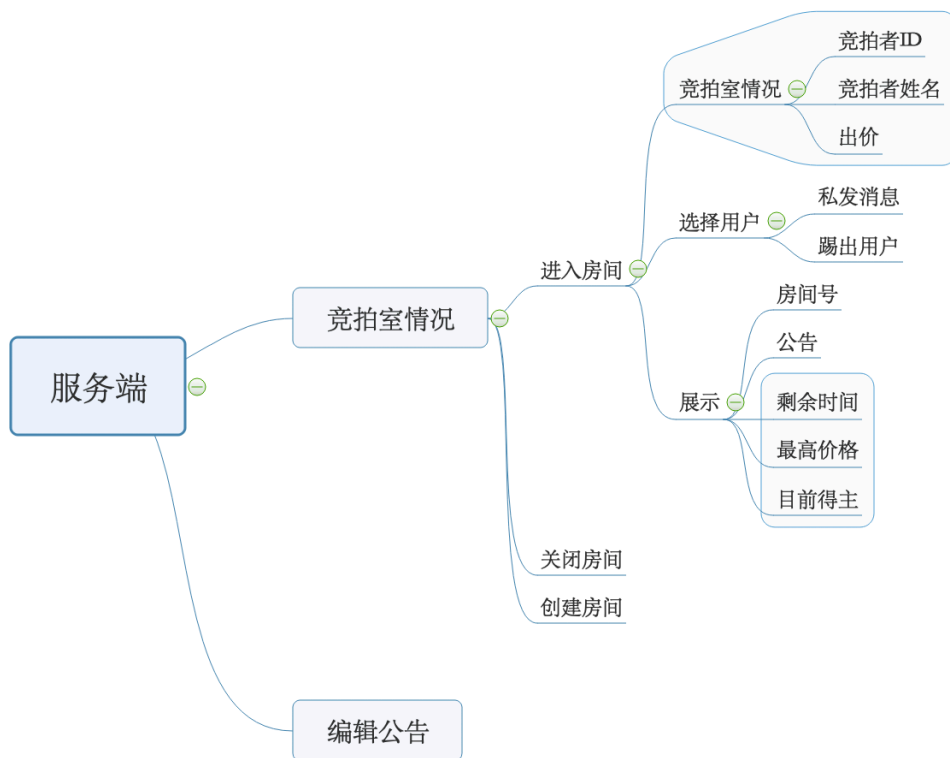 竞拍者ID
竞拍室情况
竞拍者姓名
出价
私发消息
选择用户
踢出用户
进入房间
房间号
竞拍室情况
公告
服务端
展示
剩余时间
最高价格
目前得主
关闭房间
创建房间
编辑公告